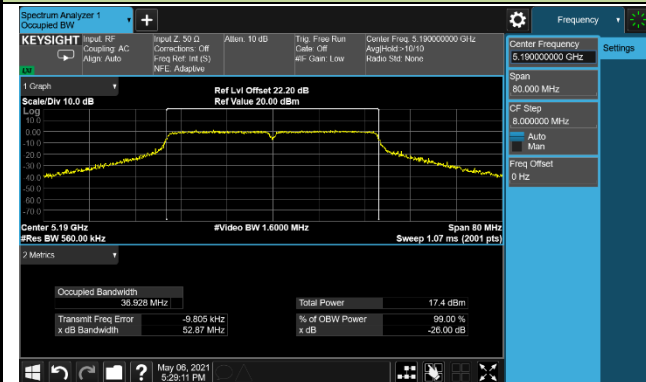 Spectrum Analyzer 1
Occupied BW
+
Frequency
KEYSIGHT
Input: RF
Coupling: AC
Align: Auto
Input Z: 50 Ω
Corrections: Off
Freq Ref: Int (S)
NFE: Adaptive
Atten: 10 dB
Trig: Free Run
Gate: Off
#IF Gain: Low
Center Freq: 5.190000000 GHz
Avg|Hold:>10/10
Radio Std: None
Center Frequency
5.190000000 GHz
Settings
Span
80.000 MHz
CF Step
8.000000 MHz
Auto
Man
Freq Offset
0 Hz
1 Graph
Scale/Div 10.0 dB
Ref Lvl Offset 22.20 dB
Ref Value 20.00 dBm
Log
10.0
0.00
-10.0
-20.0
-30.0
-40.0
-50.0
-60.0
-70.0
Center 5.19 GHz
#Video BW 1.6000 MHz
Span 80 MHz
#Res BW 560.00 kHz
Sweep 1.07 ms (2001 pts)
2 Metrics
Occupied Bandwidth
36.928 MHz
Total Power
17.4 dBm
Transmit Freq Error
-9.805 kHz
% of OBW Power
99.00 %
x dB Bandwidth
52.87 MHz
x dB
-26.00 dB
?
May 06, 2021
5:29:11 PM